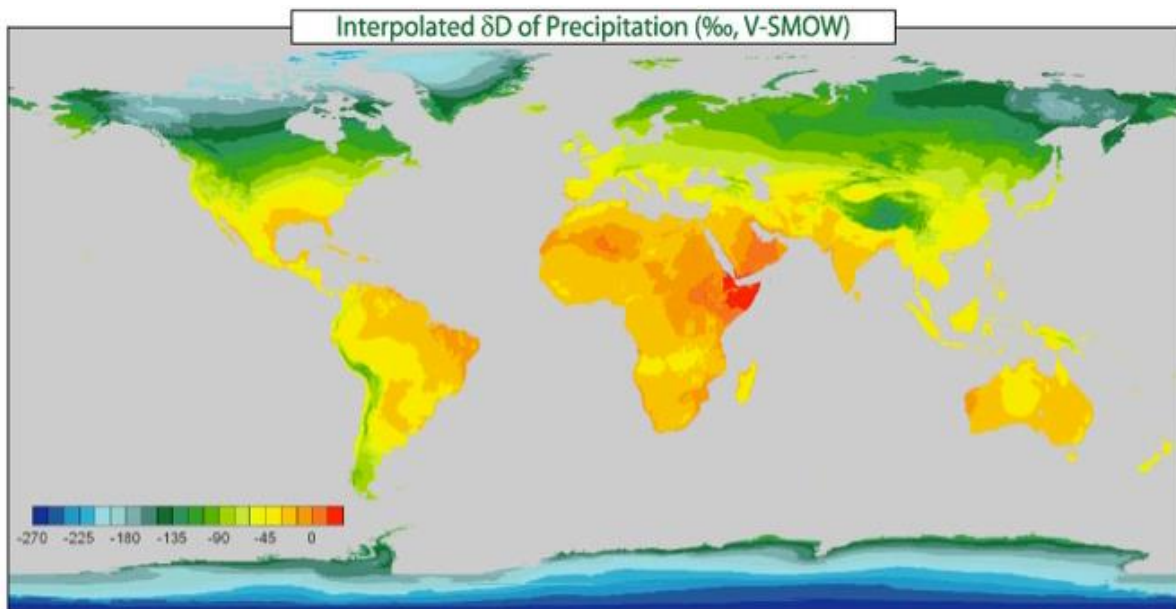 Interpolated δD of Precipitation (‰, V-SMOW)
-270 -225 -180 -135 -90 -45 0